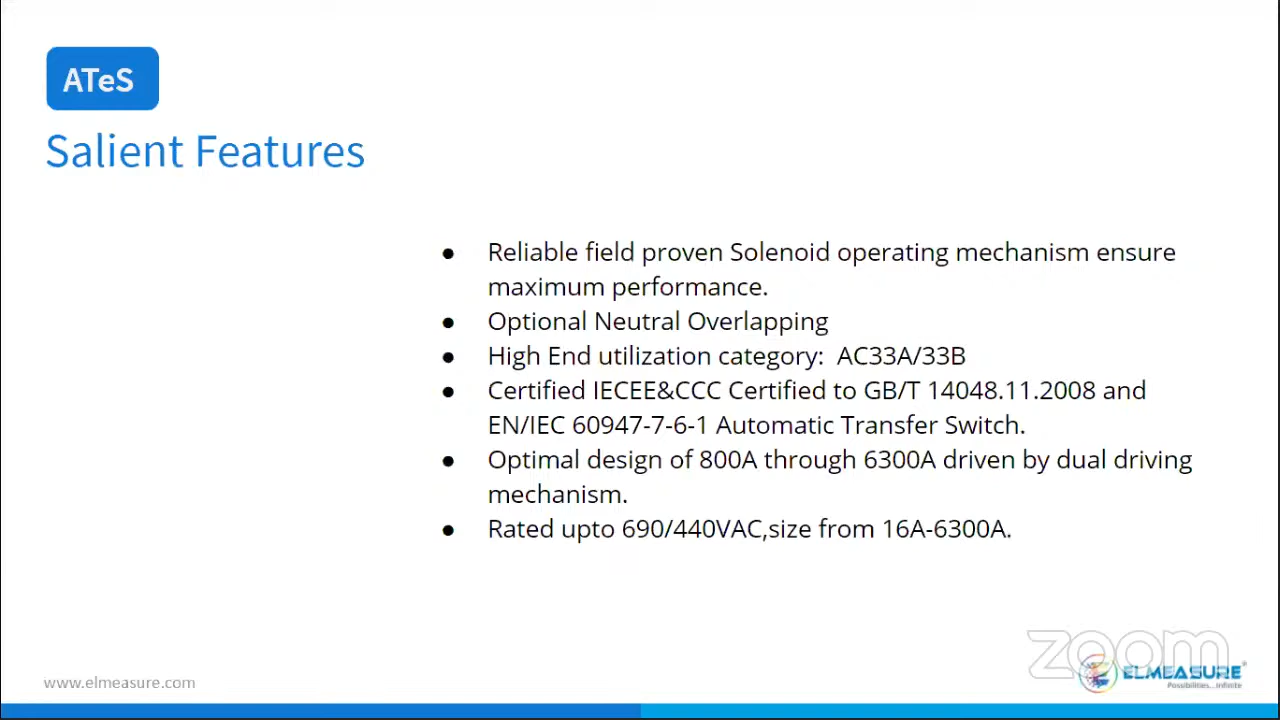 ATeS
Salient Features
● Reliable field proven Solenoid operating mechanism ensure
maximum performance.
● Optional Neutral Overlapping
● High End utilization category: AC33A/33B
● Certified IECEE&CCC Certified to GB/T 14048.11.2008 and
EN/IEC 60947-7-6-1 Automatic Transfer Switch.
● Optimal design of 800A through 6300A driven by dual driving
mechanism.
● Rated upto 690/440VAC,size from 16A-6300A.
zoom
ELMEASURE
Possibilities...Infinite
www.elmeasure.com